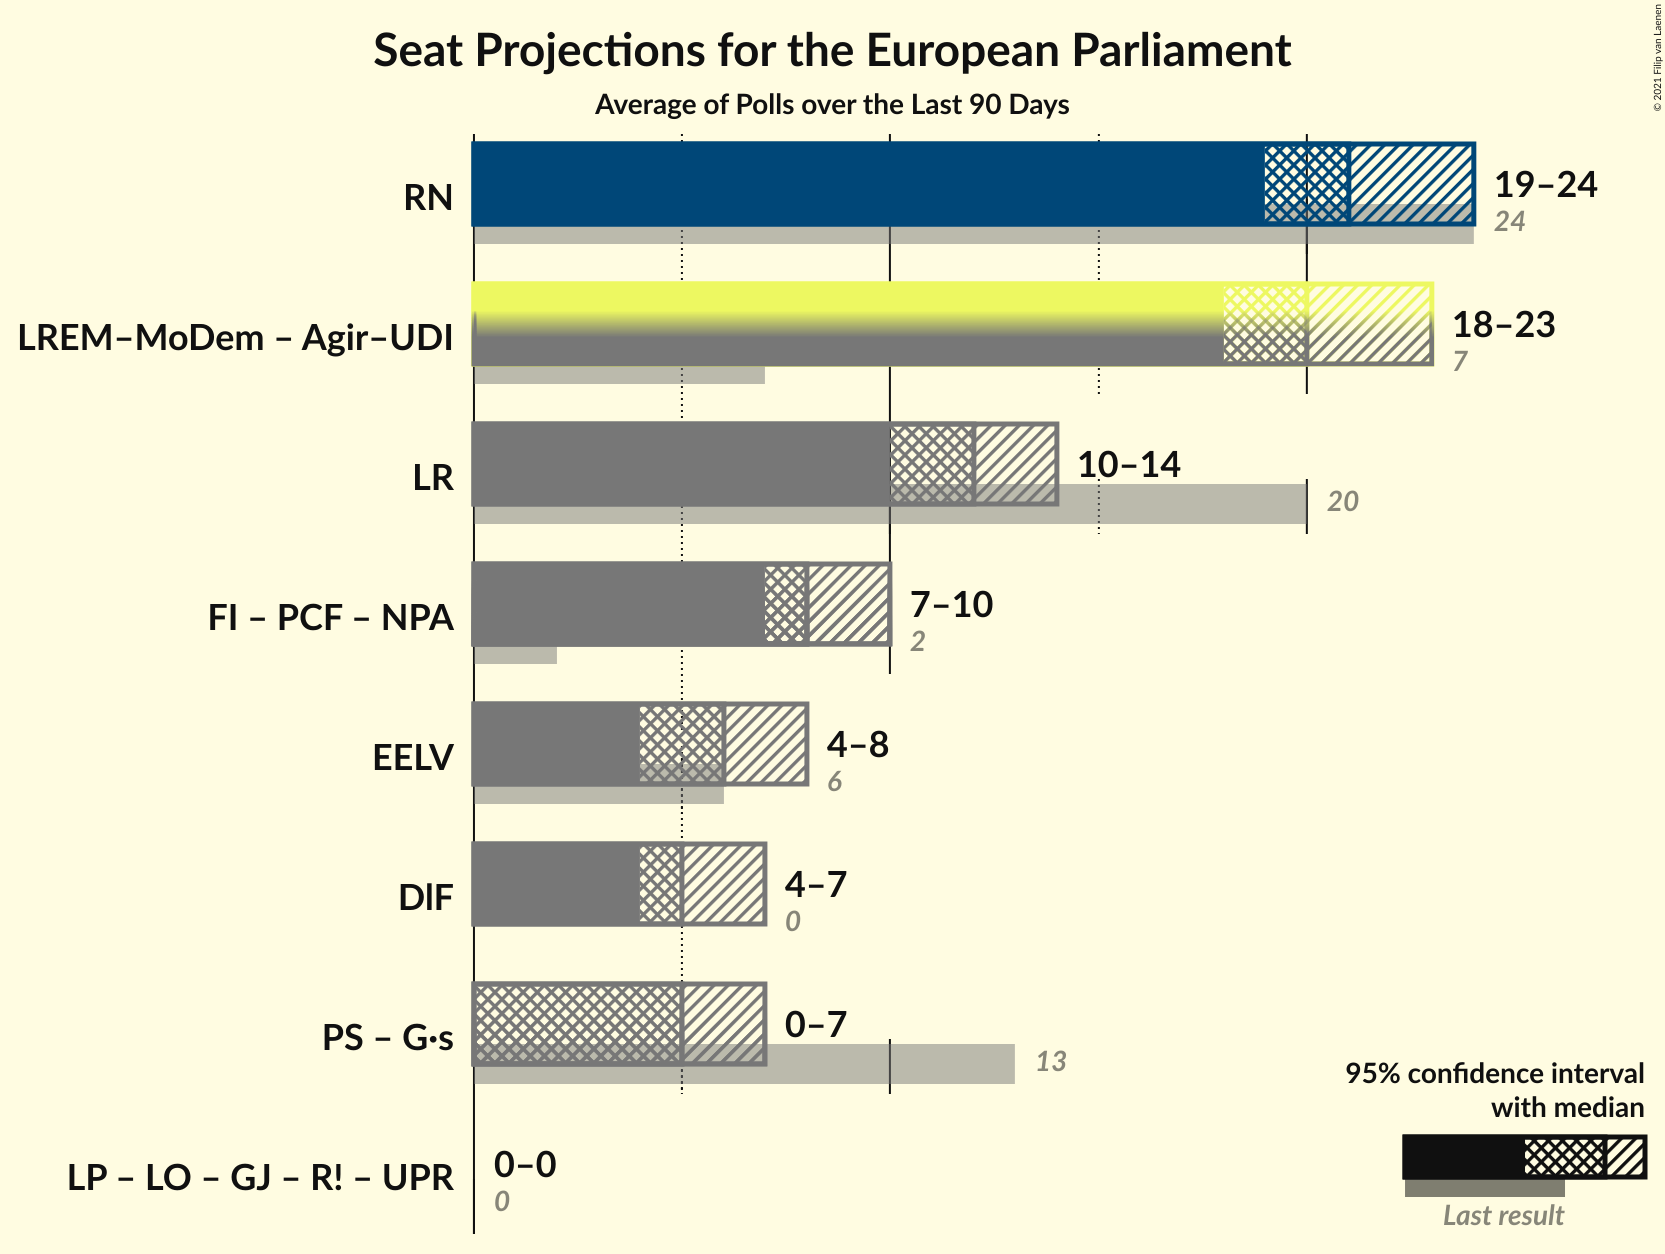 Seat Projections for the European Parliament
Average of Polls over the Last 90 Days
© 2021 Filip van Laenen
RN
19–24
24
LREM–MoDem – Agir–UDI
18–23
7
LR
10–14
20
FI – PCF – NPA
7–10
2
EELV
4–8
6
DlF
4–7
0
PS – G·s
0–7
13
LP – LO – GJ – R! – UPR
0–0
0
95% confidence interval
with median
Last result